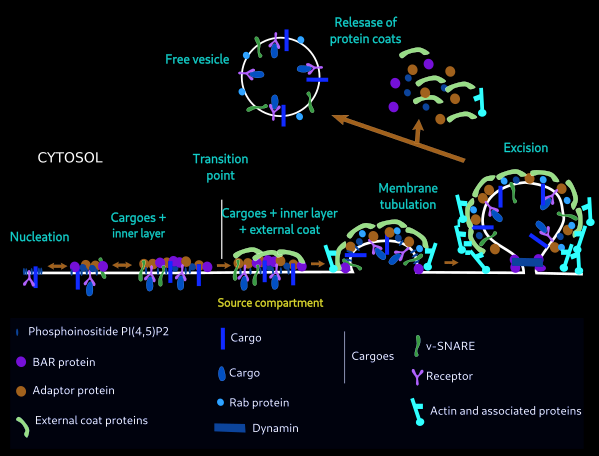 Relsease of
protein coats
Free vesicle
CYTOSOL
Transition
point
Excision
Membrane
tubulation
Cargoes +
inner layer
Cargoes + inner layer
+ external coat
Nucleation
Source compartment
Phosphoinositide PI(4,5)P2
BAR protein
Adaptor protein
External coat proteins
Cargo
Cargo
Rab protein
Dynamin
Cargoes
v-SNARE
Receptor
Actin and associated proteins